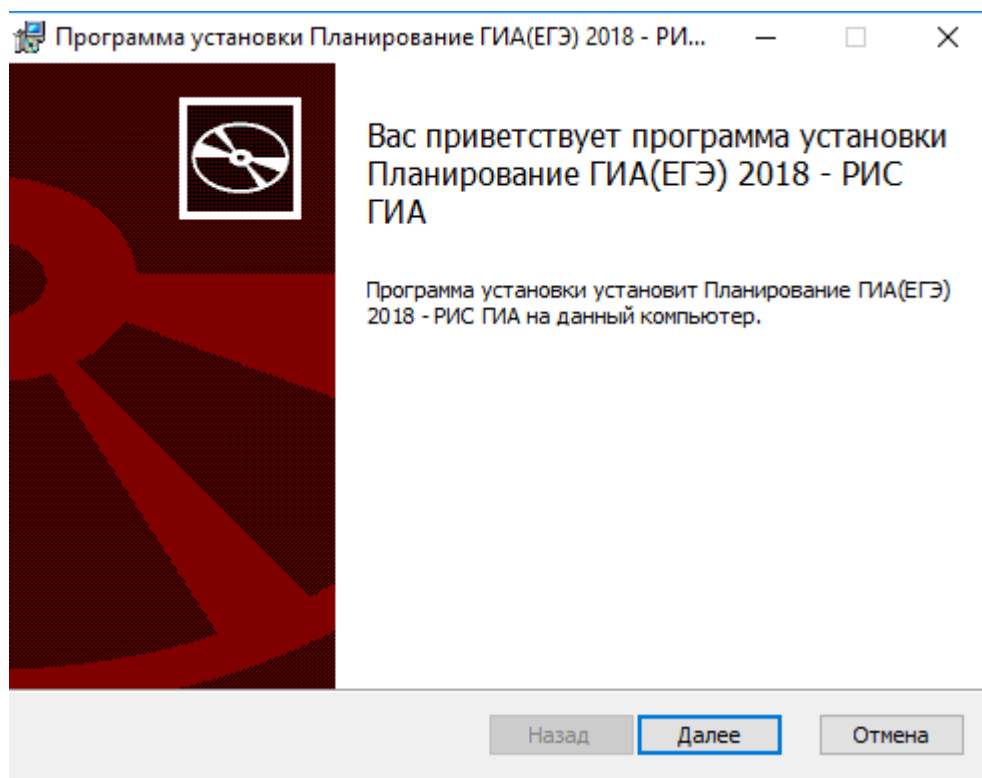 Программа установки Планирование ГИА(ЕГЭ) 2018 - РИ...
Вас приветствует программа установки
Планирование ГИА(ЕГЭ) 2018 - РИС
ГИА
Программа установки установит Планирование ГИА(ЕГЭ)
2018 - РИС ГИА на данный компьютер.
Назад Далее Отмена